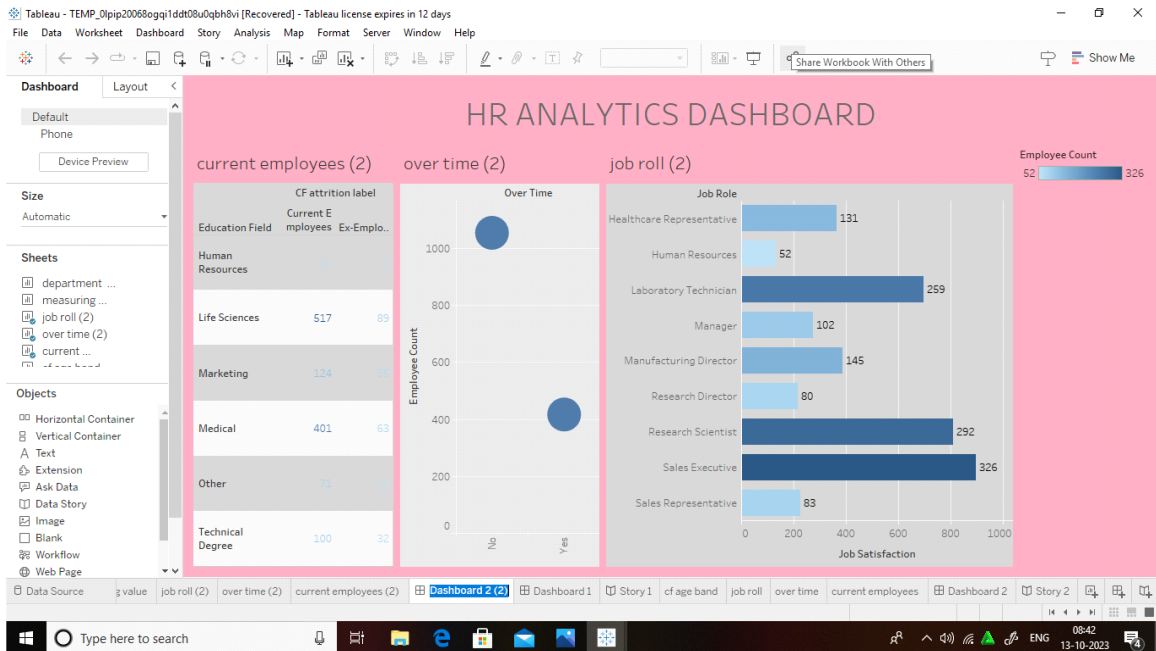 Tableau - TEMP_0lpip20068ogqi1ddt08u0qbh8vi [Recovered] - Tableau license expires in 12 days
File Data Worksheet Dashboard Story Analysis Map Format Server Window Help
Share Workbook With Others
Show Me
Dashboard Layout
Default
Phone
Device Preview
Size
Automatic
Sheets
department ...
measuring ...
job roll (2)
over time (2)
current ...
cf age band
Objects
Horizontal Container
Vertical Container
Text
Extension
Ask Data
Data Story
Image
Blank
Workflow
Web Page
HR ANALYTICS DASHBOARD
current employees (2)
CF attrition label
Education Field Current E mployees Ex-Emplo..
Human Resources
Life Sciences 517 89
Marketing 124
Medical 401 63
Other 71
Technical Degree 100 32
over time (2)
Over Time
Employee Count
1000
800
600
400
200
0
No Yes
job roll (2)
Job Role
Healthcare Representative 131
Human Resources 52
Laboratory Technician 259
Manager 102
Manufacturing Director 145
Research Director 80
Research Scientist 292
Sales Executive 326
Sales Representative 83
0 200 400 600 800 1000
Job Satisfaction
Employee Count
52 326
Data Source g value job roll (2) over time (2) current employees (2) Dashboard 2 (2) Dashboard 1 Story 1 cf age band job roll over time current employees Dashboard 2 Story 2
Type here to search
ENG
08:42
13-10-2023
4